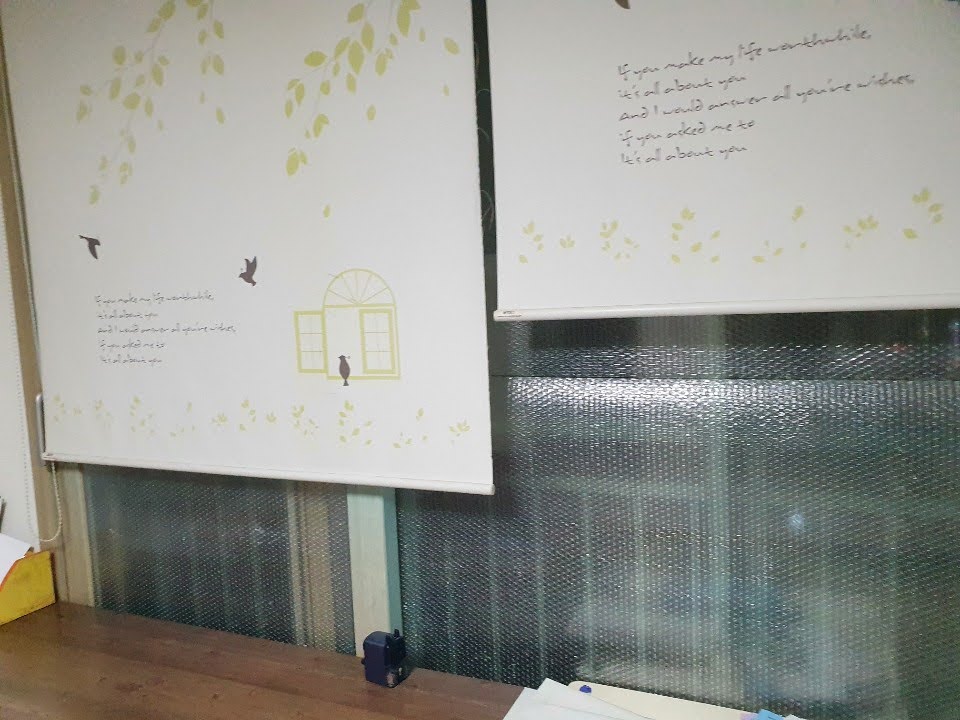 If you make my life worthwhile,
it's all about you
And I would answer all you're wishes,
if you asked me to
It's all about you
If you make my life worthwhile,
it's all about you
And I would answer all you're wishes,
if you asked me to
It's all about you